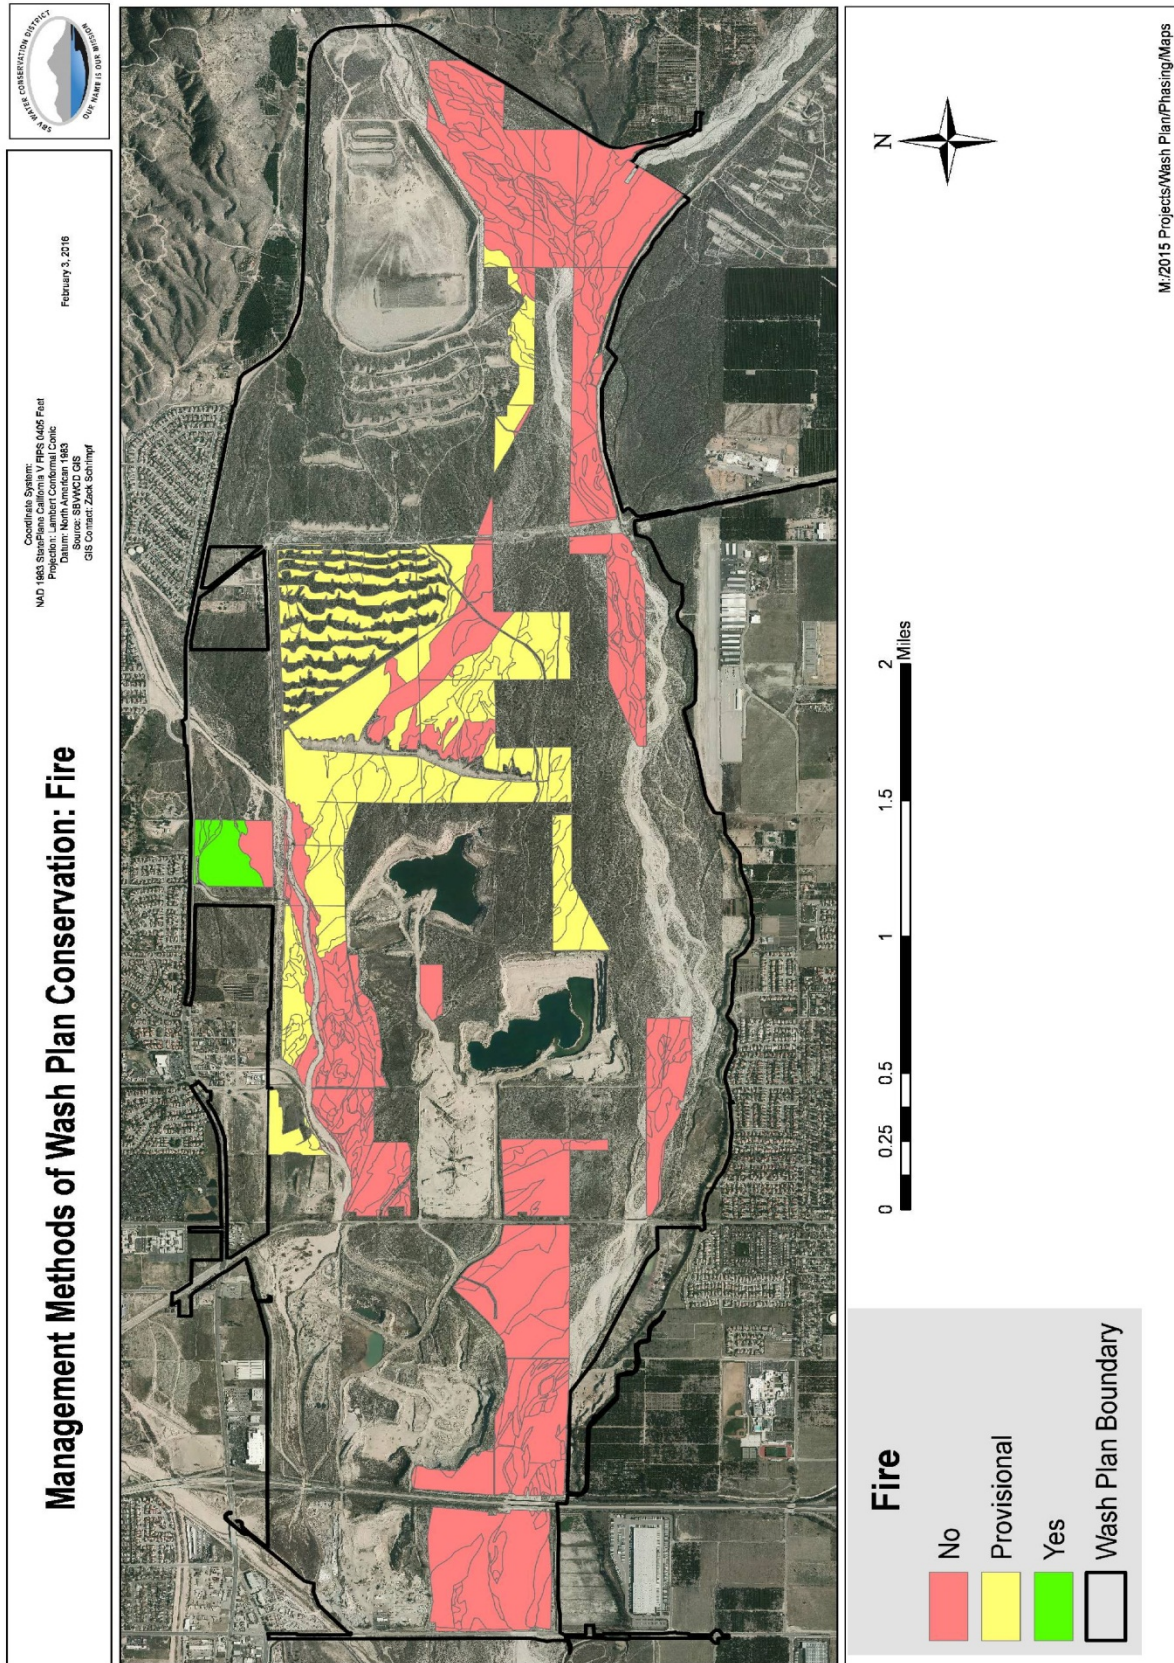 Management Methods of Wash Plan Conservation: Fire
Coordinate System:
NAD 1983 StatePlane California V FIPS 0405 Feet
Projection: Lambert Conformal Conic
Datum: North American 1983
Source: SBVWCD GIS
GIS Contact: Zack Schrimpf
February 3, 2016
SBV WATER CONSERVATION DISTRICT
OUR NAME IS OUR MISSION
Fire
No
Provisional
Yes
Wash Plan Boundary
0 0.25 0.5 1 1.5 2
Miles
N
M:/2015 Projects/Wash Plan/Phasing/Maps